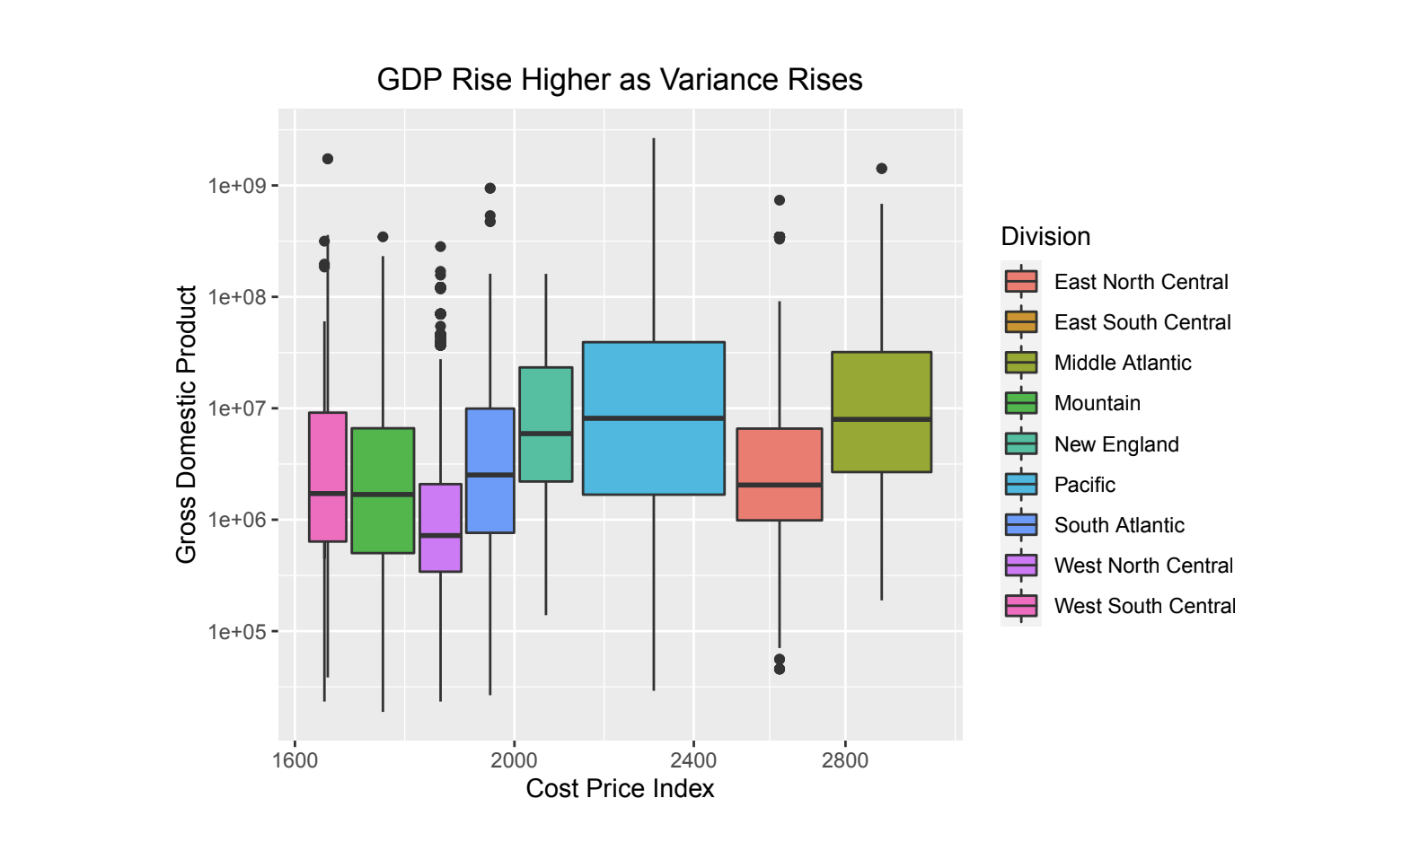 GDP Rise Higher as Variance Rises
Gross Domestic Product
1e+09
1e+08
1e+07
1e+06
1e+05
1600
2000
2400
2800
Cost Price Index
Division
East North Central
East South Central
Middle Atlantic
Mountain
New England
Pacific
South Atlantic
West North Central
West South Central